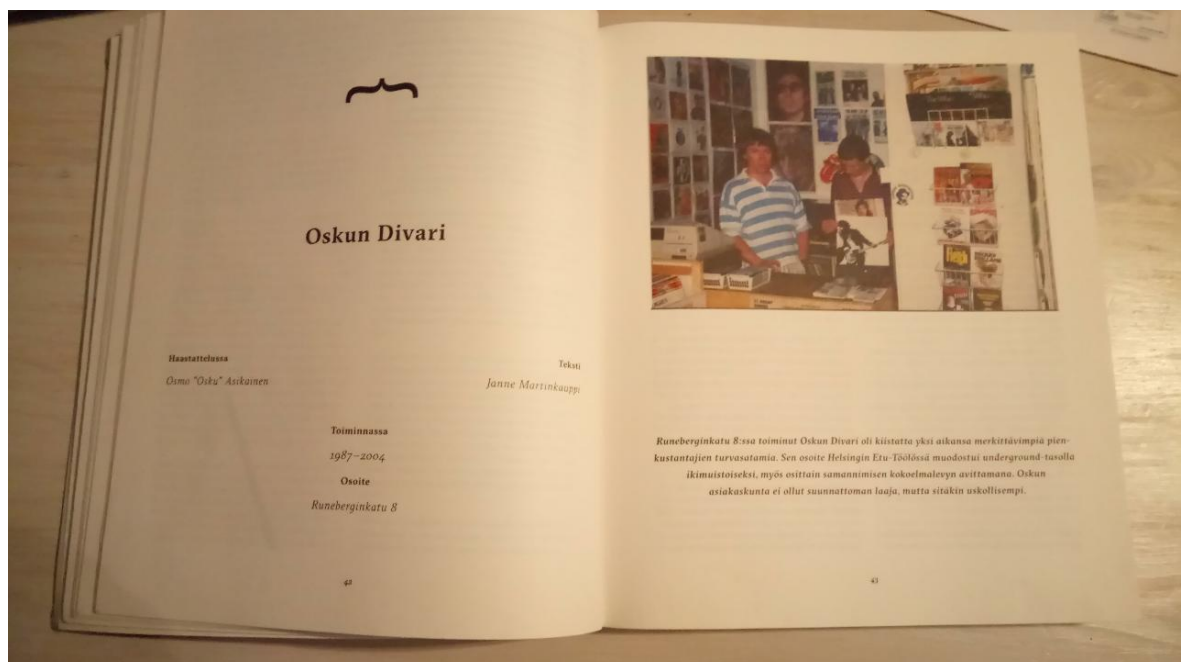 Oskun Divari
Haastattelussa
Osmo "Osku" Asikainen
Teksti
Janne Martinkauppi
Toiminnassa
1987–2004
Osoite
Runeberginkatu 8
42
Runeberginkatu 8:ssa toiminut Oskun Divari oli kiistatta yksi aikansa merkittävimpiä pien-
kustantajien turvasatamia. Sen osoite Helsingin Etu-Töölössä muodostui underground-tasolla
ikimuistoiseksi, myös osittain samannimisen kokoelmalevyn avittamana. Oskun
asiakaskunta ei ollut suunnattoman laaja, mutta sitäkin uskollisempi.
43